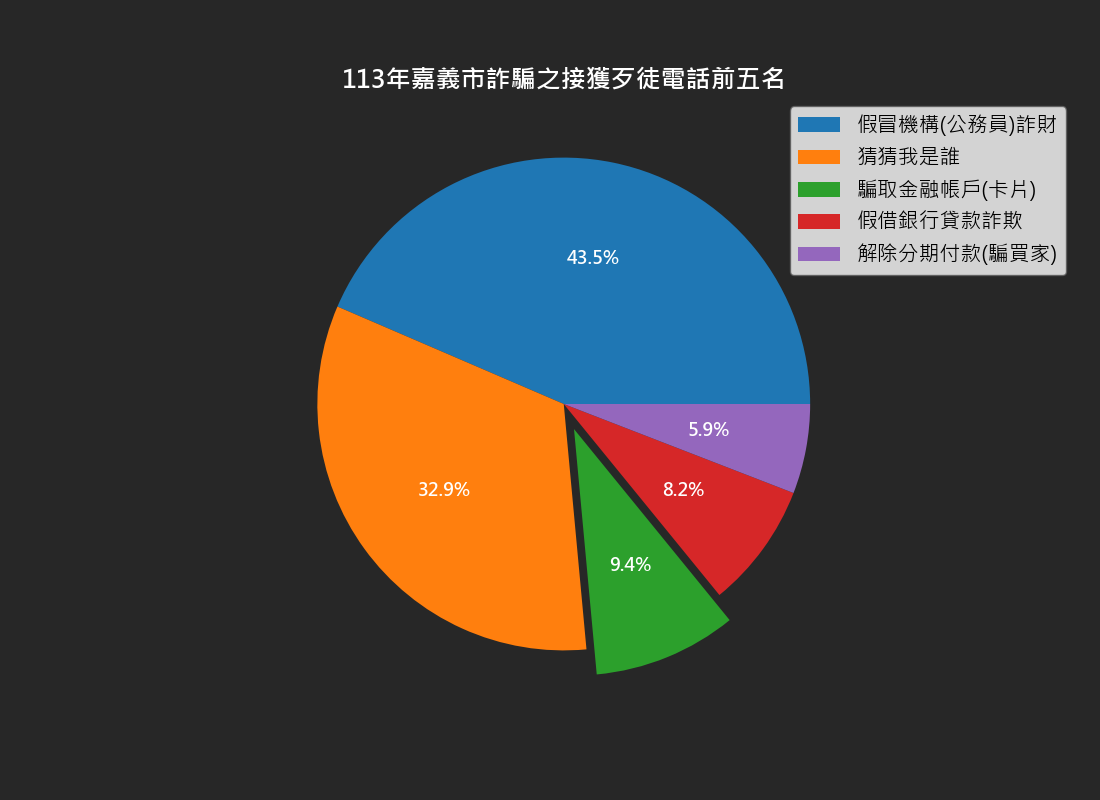 113年嘉義市詐騙之接獲歹徒電話前五名
假冒機構(公務員)詐財
猜猜我是誰
騙取金融帳戶(卡片)
假借銀行貸款詐欺
解除分期付款(騙買家)
43.5%
32.9%
9.4%
8.2%
5.9%